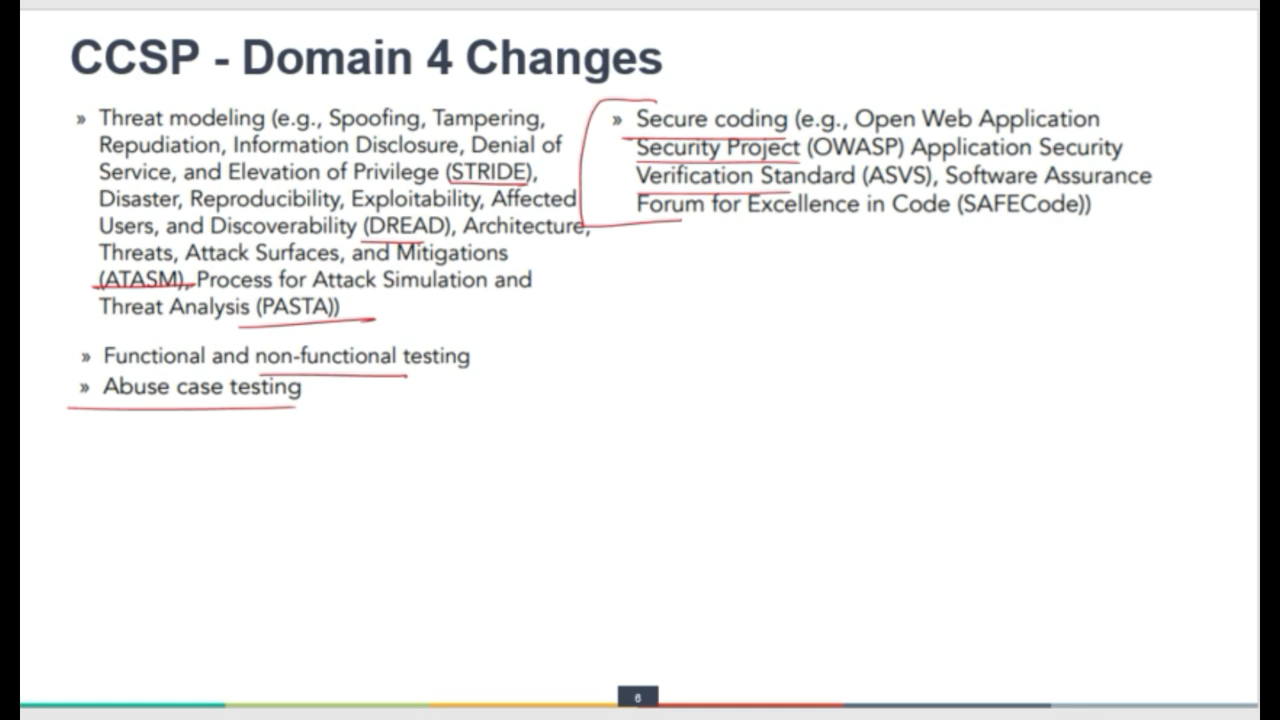 CCSP - Domain 4 Changes
» Threat modeling (e.g., Spoofing, Tampering,
Repudiation, Information Disclosure, Denial of
Service, and Elevation of Privilege (STRIDE),
Disaster, Reproducibility, Exploitability, Affected
Users, and Discoverability (DREAD), Architecture,
Threats, Attack Surfaces, and Mitigations
(ATASM), Process for Attack Simulation and
Threat Analysis (PASTA))
» Functional and non-functional testing
» Abuse case testing
» Secure coding (e.g., Open Web Application
Security Project (OWASP) Application Security
Verification Standard (ASVS), Software Assurance
Forum for Excellence in Code (SAFECode))
6